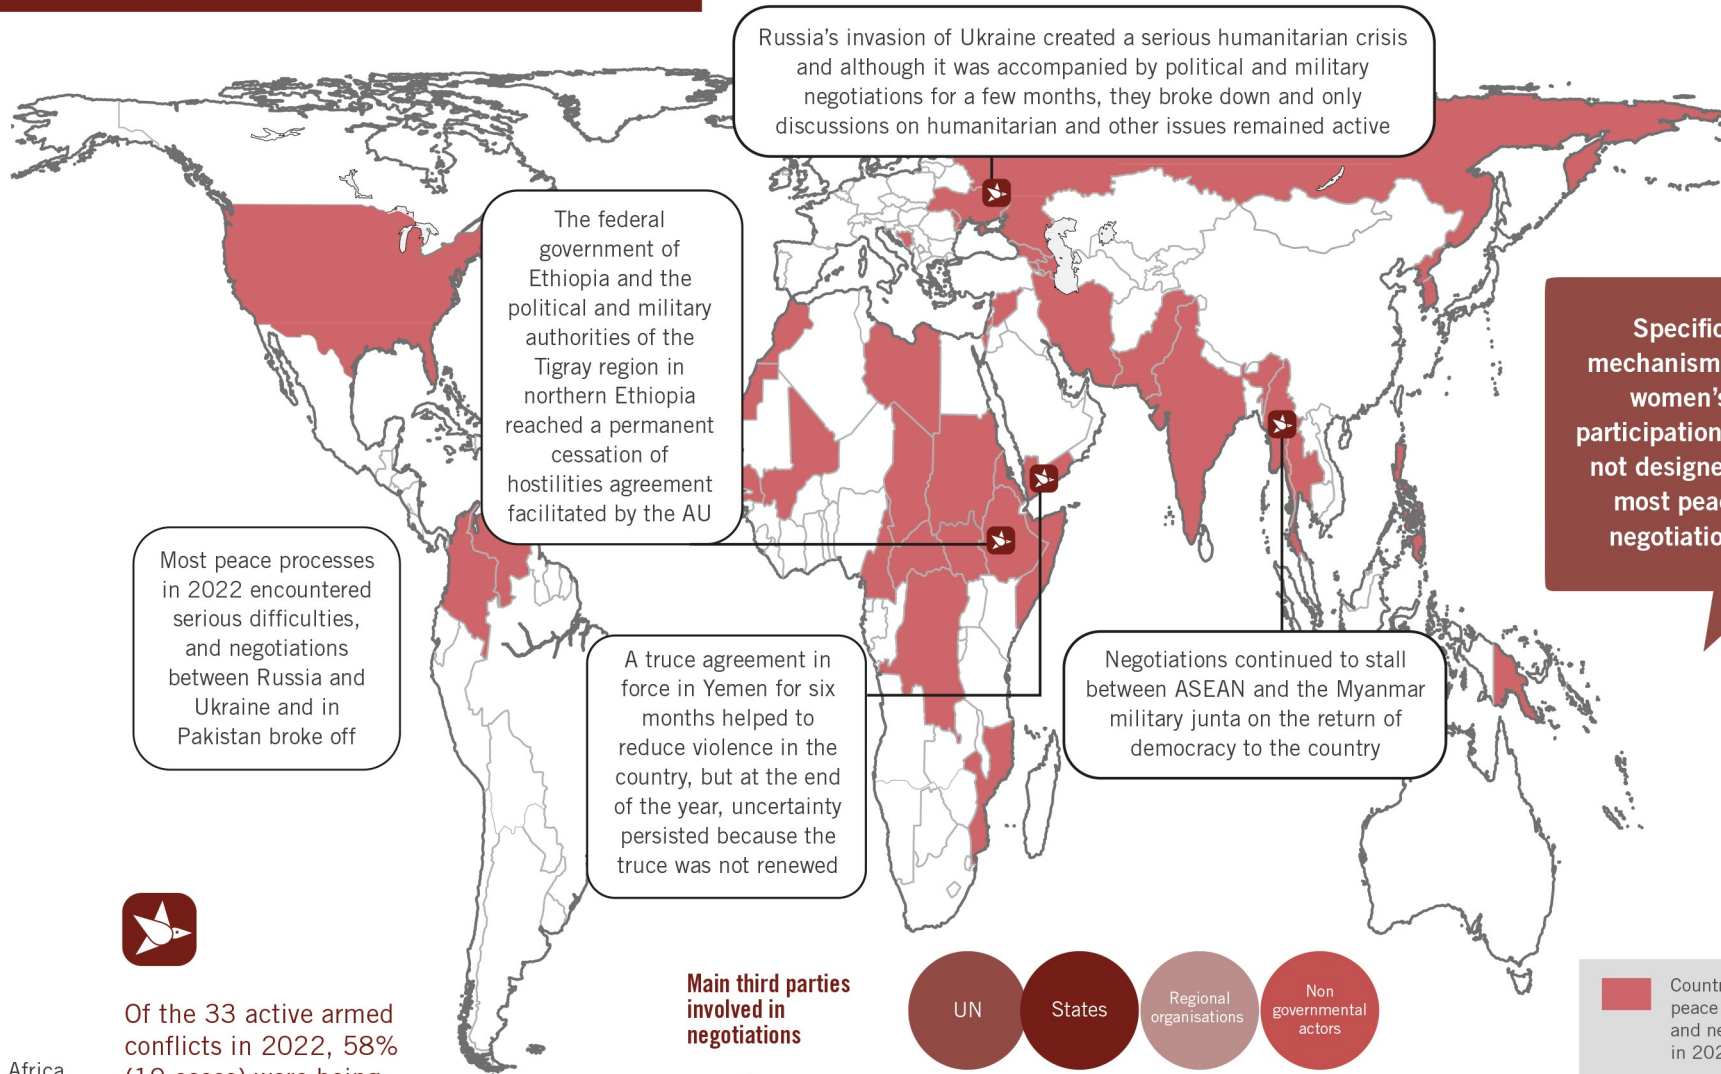 Russia’s invasion of Ukraine created a serious humanitarian crisis
and although it was accompanied by political and military
negotiations for a few months, they broke down and only
discussions on humanitarian and other issues remained active
The federal
government of
Ethiopia and the
political and military
authorities of the
Tigray region in
northern Ethiopia
reached a permanent
cessation of
hostilities agreement
facilitated by the AU
Specific
mechanism
women’s
participation
not designe
most pea
negotiatio
Most peace processes
in 2022 encountered
serious difficulties,
and negotiations
between Russia and
Ukraine and in
Pakistan broke off
A truce agreement in
force in Yemen for six
months helped to
reduce violence in the
country, but at the end
of the year, uncertainty
persisted because the
truce was not renewed
Negotiations continued to stall
between ASEAN and the Myanmar
military junta on the return of
democracy to the country
Of the 33 active armed
conflicts in 2022, 58%
(19 cases) were being
Africa
Main third parties
involved in
negotiations
UN
States
Regional
organisations
Non
governmental
actors
Countr
peace
and ne
in 202